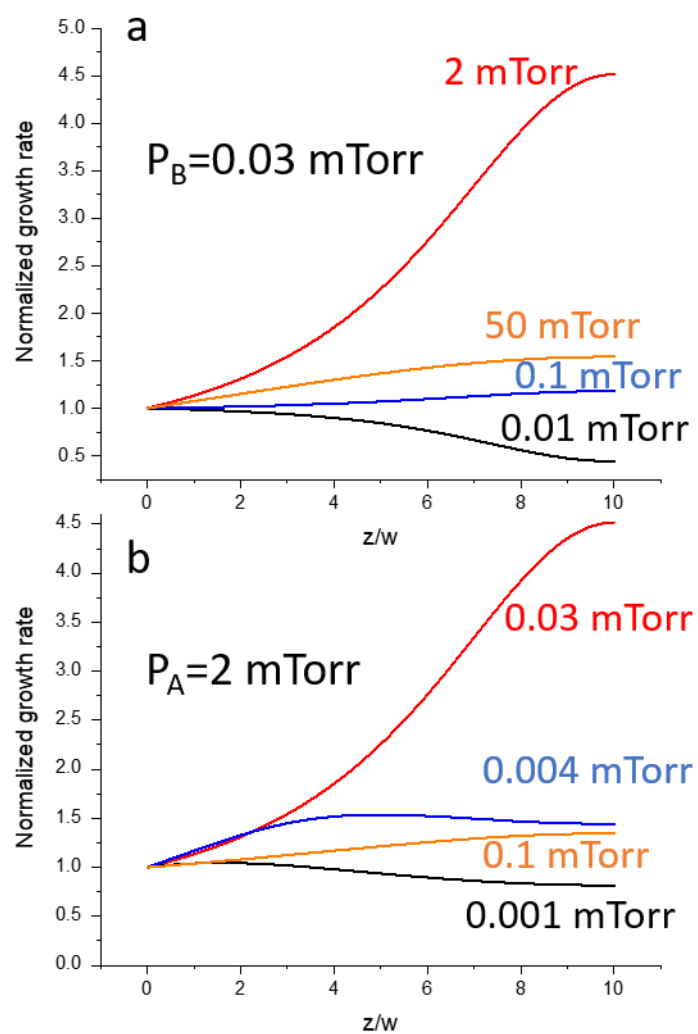 a
5.0
4.5
4.0
3.5
3.0
2.5
2.0
1.5
1.0
0.5
Normalized growth rate
2 mTorr
P_B=0.03 mTorr
50 mTorr
0.1 mTorr
0.01 mTorr
0 2 4 6 8 10
z/w
b
4.5
4.0
3.5
3.0
2.5
2.0
1.5
1.0
0.5
0.0
Normalized growth rate
0.03 mTorr
P_A=2 mTorr
0.004 mTorr
0.1 mTorr
0.001 mTorr
0 2 4 6 8 10
z/w